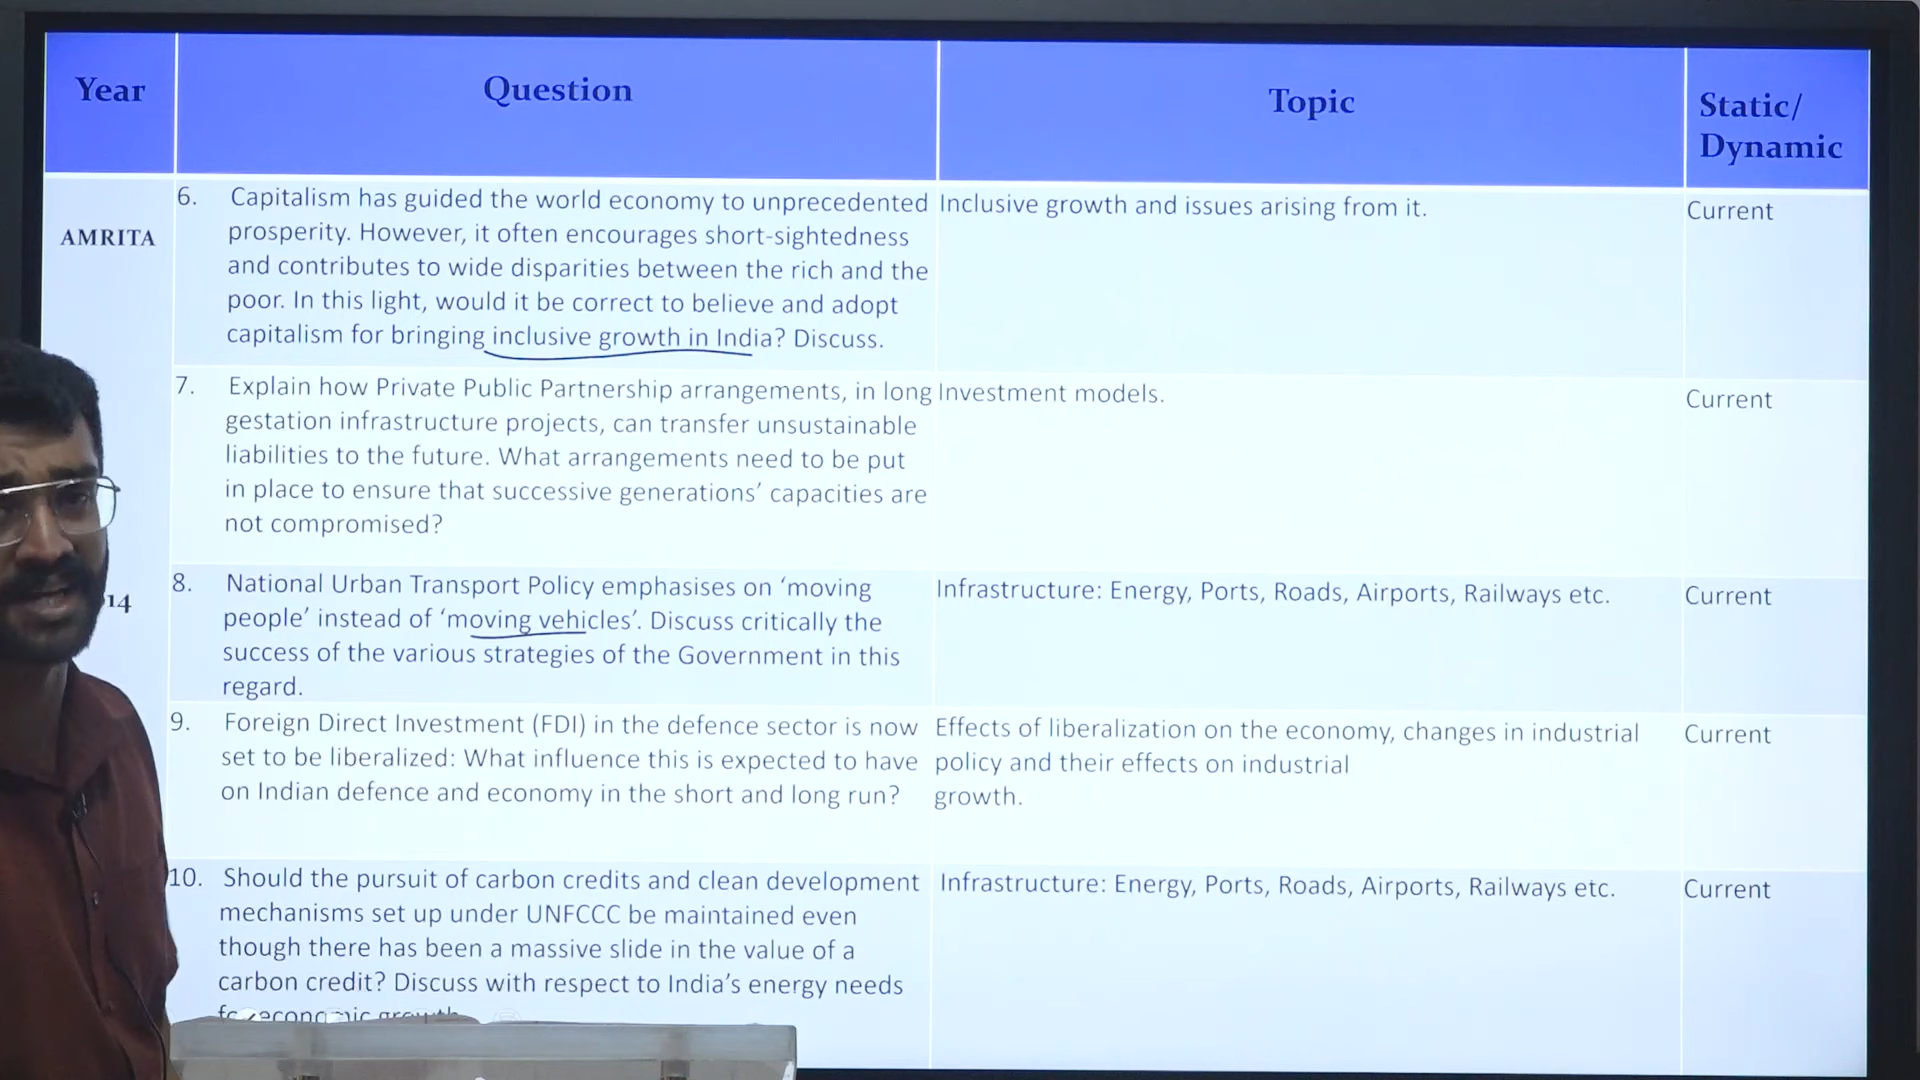 Year Question Topic Static/
Dynamic
AMRITA
14
6. Capitalism has guided the world economy to unprecedented
prosperity. However, it often encourages short-sightedness
and contributes to wide disparities between the rich and the
poor. In this light, would it be correct to believe and adopt
capitalism for bringing inclusive growth in India? Discuss.
Inclusive growth and issues arising from it.
Current
7. Explain how Private Public Partnership arrangements, in long
gestation infrastructure projects, can transfer unsustainable
liabilities to the future. What arrangements need to be put
in place to ensure that successive generations’ capacities are
not compromised?
Investment models.
Current
8. National Urban Transport Policy emphasises on ‘moving
people’ instead of ‘moving vehicles’. Discuss critically the
success of the various strategies of the Government in this
regard.
Infrastructure: Energy, Ports, Roads, Airports, Railways etc.
Current
9. Foreign Direct Investment (FDI) in the defence sector is now
set to be liberalized: What influence this is expected to have
on Indian defence and economy in the short and long run?
Effects of liberalization on the economy, changes in industrial
policy and their effects on industrial
growth.
Current
10. Should the pursuit of carbon credits and clean development
mechanisms set up under UNFCCC be maintained even
though there has been a massive slide in the value of a
carbon credit? Discuss with respect to India’s energy needs
economic growth
Infrastructure: Energy, Ports, Roads, Airports, Railways etc.
Current